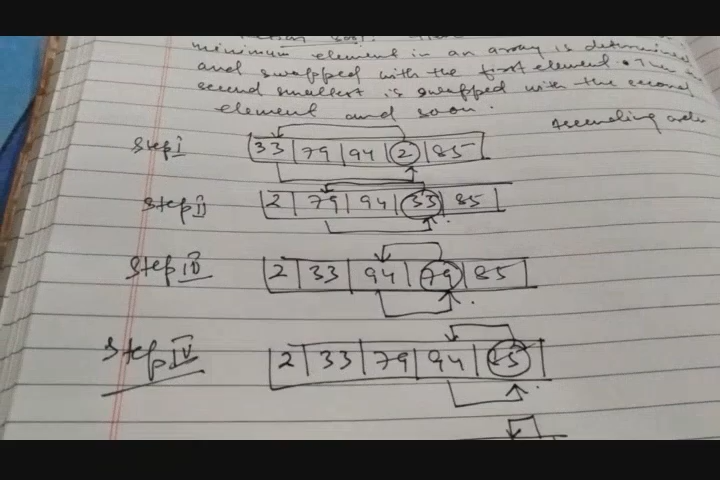 minimum element in an array is determined
and swapped with the first element. Then
second smallest is swapped with the second
element and so on.
Ascending order
Step I 33 79 94 2 85
Step II 2 79 94 33 85
Step III 2 33 94 79 85
Step IV 2 33 79 94 85